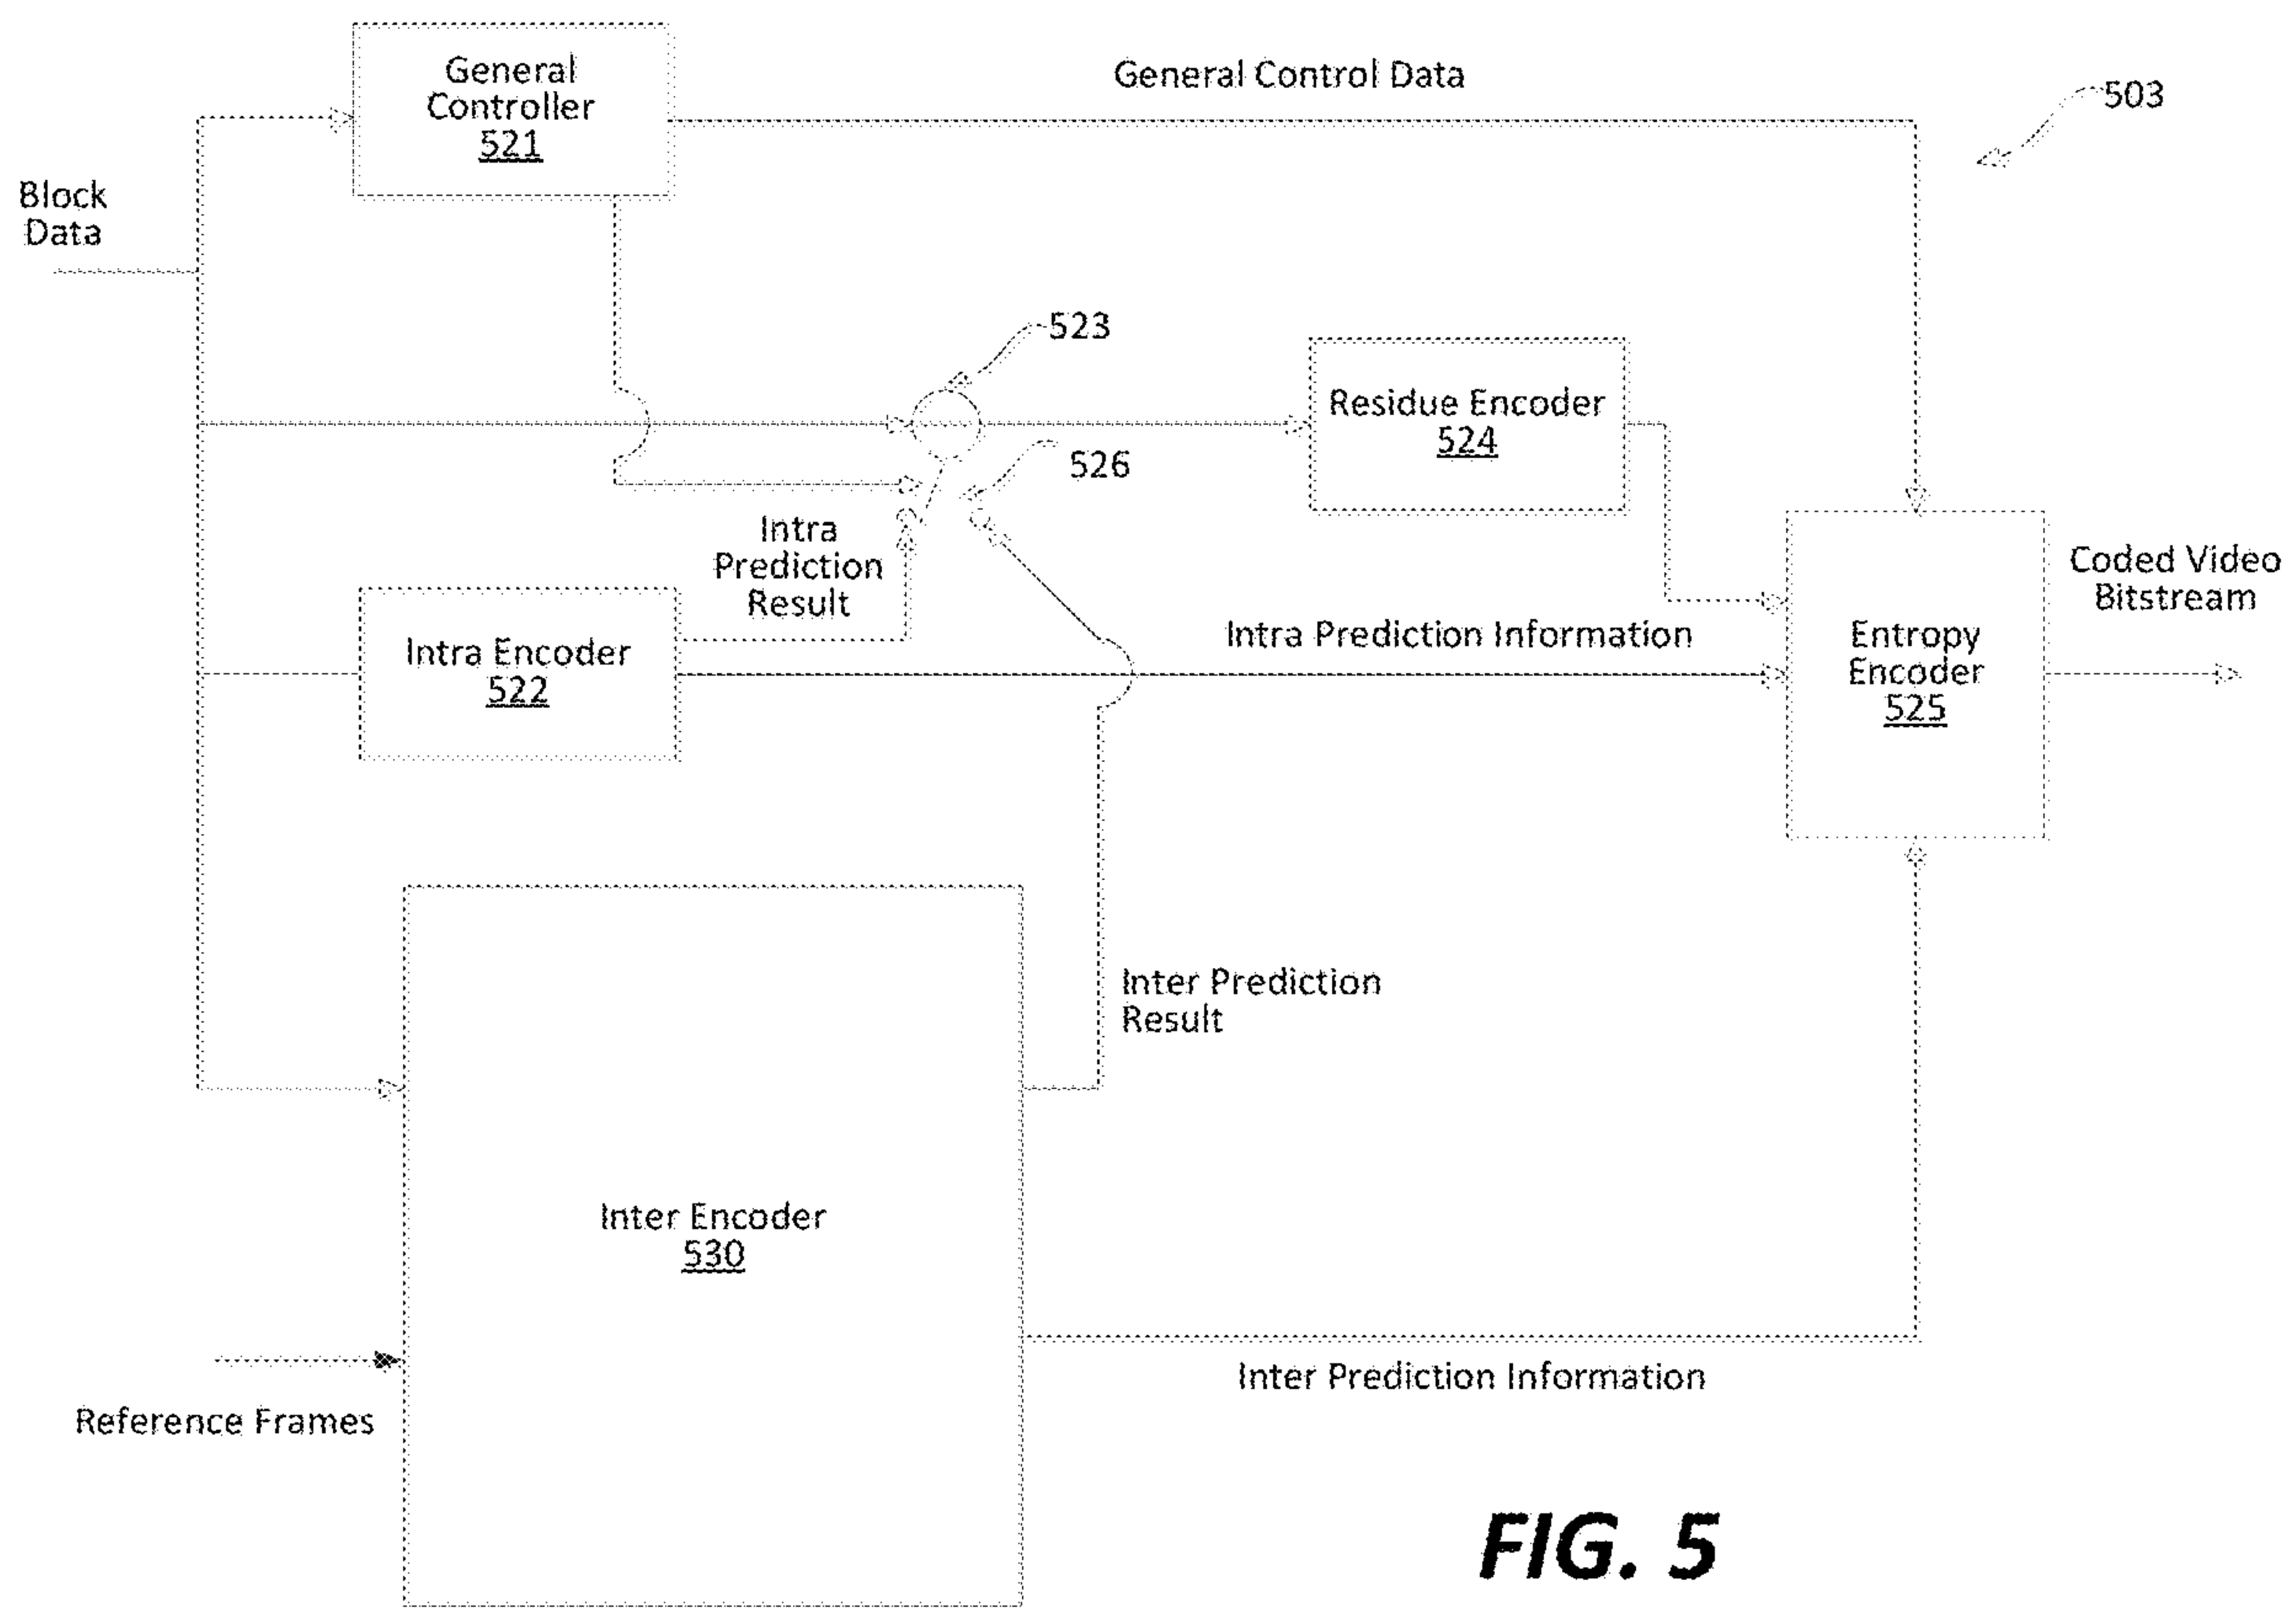 General
Controller
521
General Control Data
503
Block
Data
523
Residue Encoder
524
526
Intra
Prediction
Result
Intra Encoder
522
Intra Prediction Information
Entropy
Encoder
525
Coded Video
Bitstream
Inter Prediction
Result
Inter Encoder
530
Reference Frames
Inter Prediction Information
FIG. 5